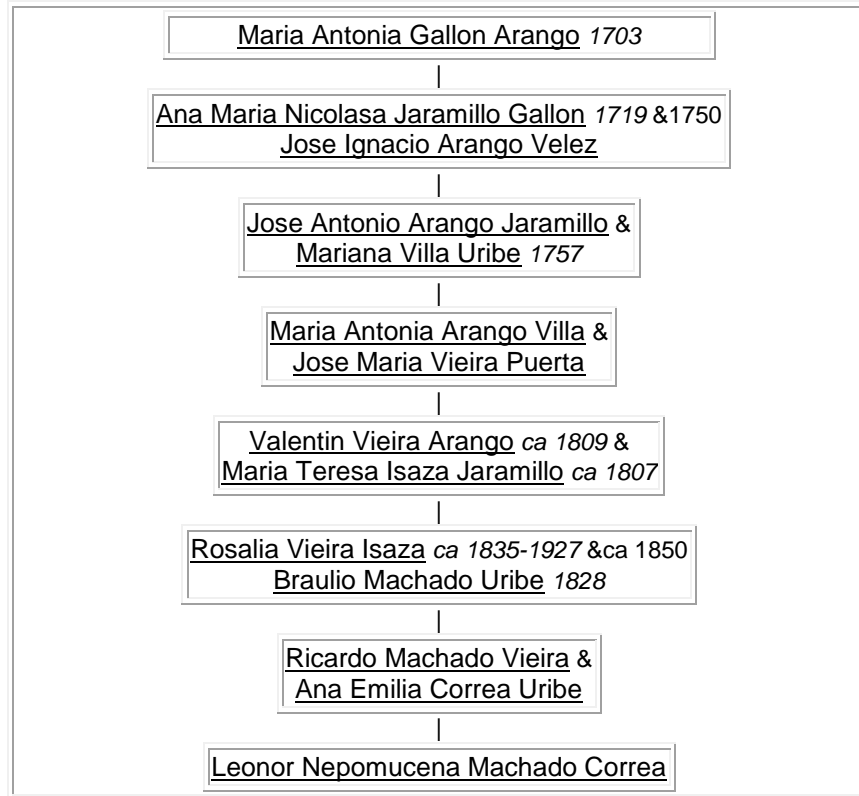 Maria Antonia Gallon Arango 1703
Ana Maria Nicolasa Jaramillo Gallon 1719 &1750
Jose Ignacio Arango Velez
Jose Antonio Arango Jaramillo &
Mariana Villa Uribe 1757
Maria Antonia Arango Villa &
Jose Maria Vieira Puerta
Valentin Vieira Arango ca 1809 &
Maria Teresa Isaza Jaramillo ca 1807
Rosalia Vieira Isaza ca 1835-1927 &ca 1850
Braulio Machado Uribe 1828
Ricardo Machado Vieira &
Ana Emilia Correa Uribe
Leonor Nepomucena Machado Correa